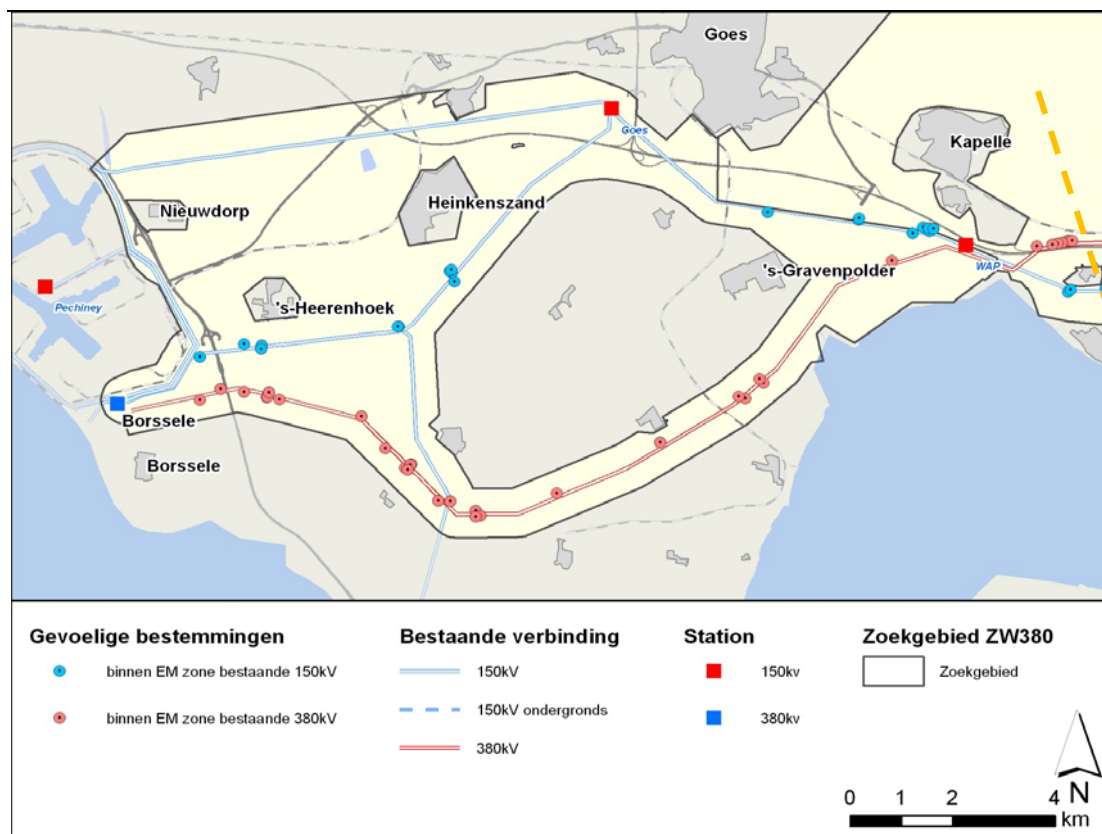 Goes
Goes
Kapelle
Nieuwdorp
Heinkenszand
's-Gravenpolder
WAP
Pechiney
's-Heerenhoek
Borssele
Borssele
Gevoelige bestemmingen
binnen EM zone bestaande 150kV
binnen EM zone bestaande 380kV
Bestaande verbinding
150kV
150kV ondergronds
380kV
Station
150kv
380kv
Zoekgebied ZW380
Zoekgebied
N
0 1 2 4
km